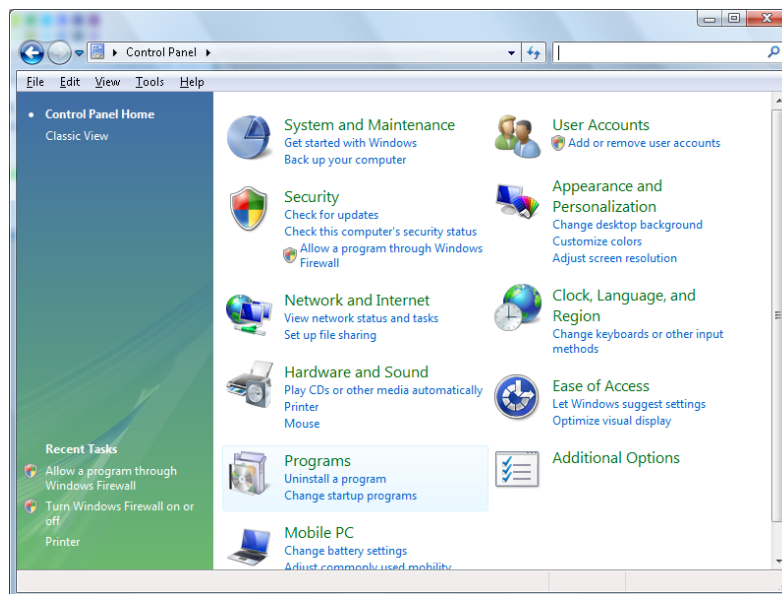 Control Panel
File Edit View Tools Help
Control Panel Home
Classic View
System and Maintenance
Get started with Windows
Back up your computer
Security
Check for updates
Check this computer's security status
Allow a program through Windows
Firewall
Network and Internet
View network status and tasks
Set up file sharing
Hardware and Sound
Play CDs or other media automatically
Printer
Mouse
Programs
Uninstall a program
Change startup programs
Mobile PC
Change battery settings
Adjust commonly used mobility
User Accounts
Add or remove user accounts
Appearance and
Personalization
Change desktop background
Customize colors
Adjust screen resolution
Clock, Language, and
Region
Change keyboards or other input
methods
Ease of Access
Let Windows suggest settings
Optimize visual display
Additional Options
Recent Tasks
Allow a program through
Windows Firewall
Turn Windows Firewall on or
off
Printer